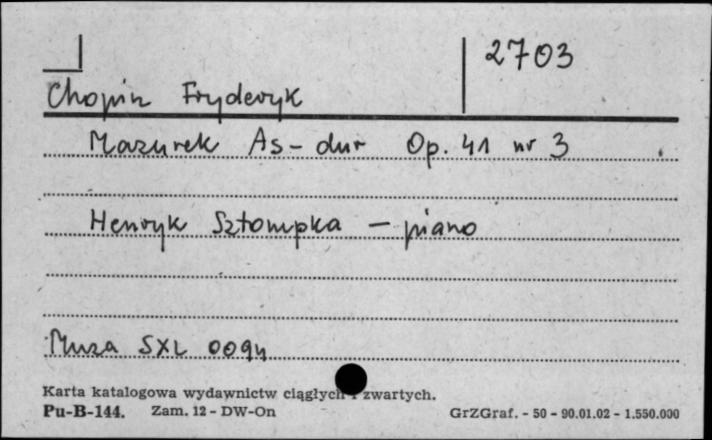 2703
Chopin Fryderyk
Mazurek As-dur Op. 41 nr 3
Henryk Sztompka - piano
Muza SXL 0094
Karta katalogowa wydawnictw ciągłych i zwartych.
Pu-B-144. Zam. 12 - DW-On GrZGraf. - 50 - 90.01.02 - 1.550.000